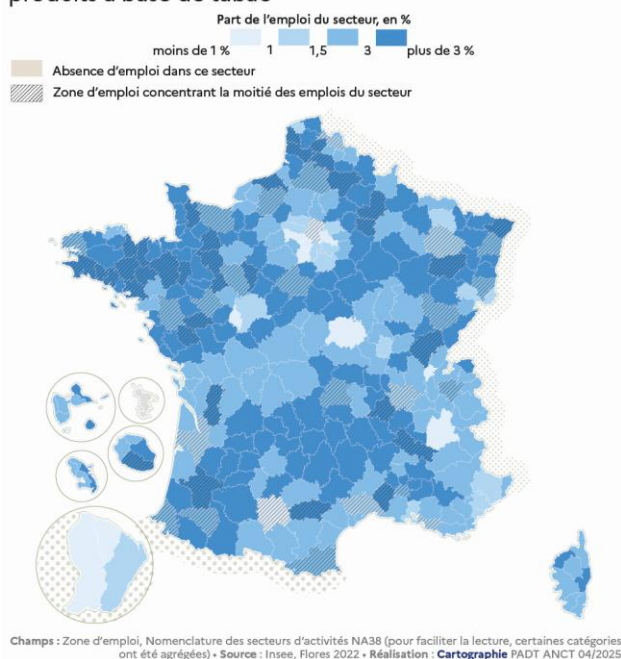 produits à base de tabac
Part de l'emploi du secteur, en %
moins de 1 % 1 1,5 3 plus de 3 %
Absence d'emploi dans ce secteur
Zone d'emploi concentrant la moitié des emplois du secteur
Champs : Zone d'emploi, Nomenclature des secteurs d'activités NA38 (pour faciliter la lecture, certaines catégories
ont été agrégées) • Source : Insee, Flores 2022 • Réalisation : Cartographie PADT ANCT 04/2025